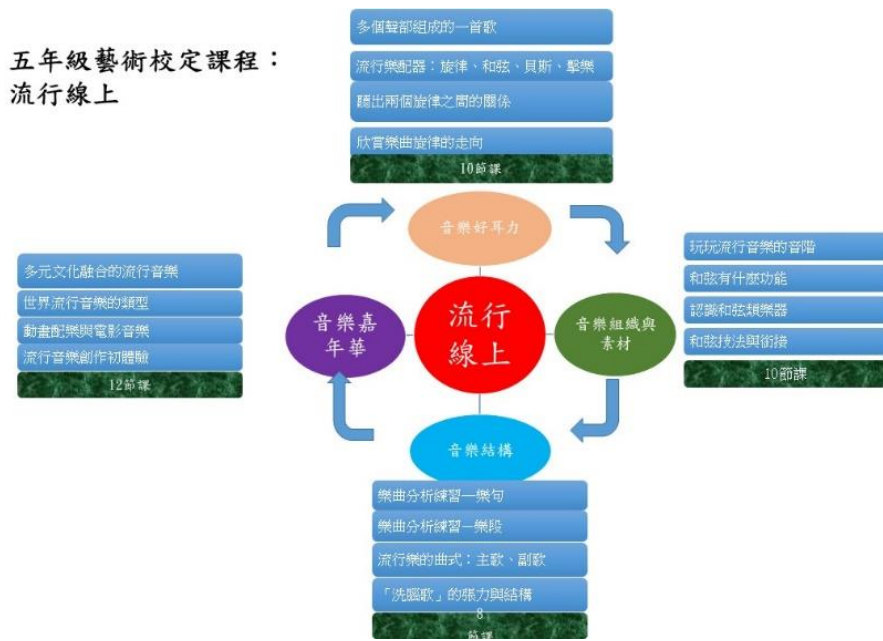 五年級藝術校定課程：
流行線上
多個聲部組成的一首歌
流行樂配器：旋律、和弦、貝斯、擊樂
聽出兩個旋律之間的關係
欣賞樂曲旋律的走向
10節課
音樂好耳力
玩玩流行音樂的音階
和弦有什麼功能
認識和弦類樂器
和弦技法與銜接
10節課
音樂組織與
素材
流行
線上
音樂嘉
年華
多元文化融合的流行音樂
世界流行音樂的類型
動畫配樂與電影音樂
流行音樂創作初體驗
12節課
音樂結構
樂曲分析練習—樂句
樂曲分析練習—樂段
流行樂的曲式：主歌、副歌
「洗腦歌」的張力與結構
8
節課